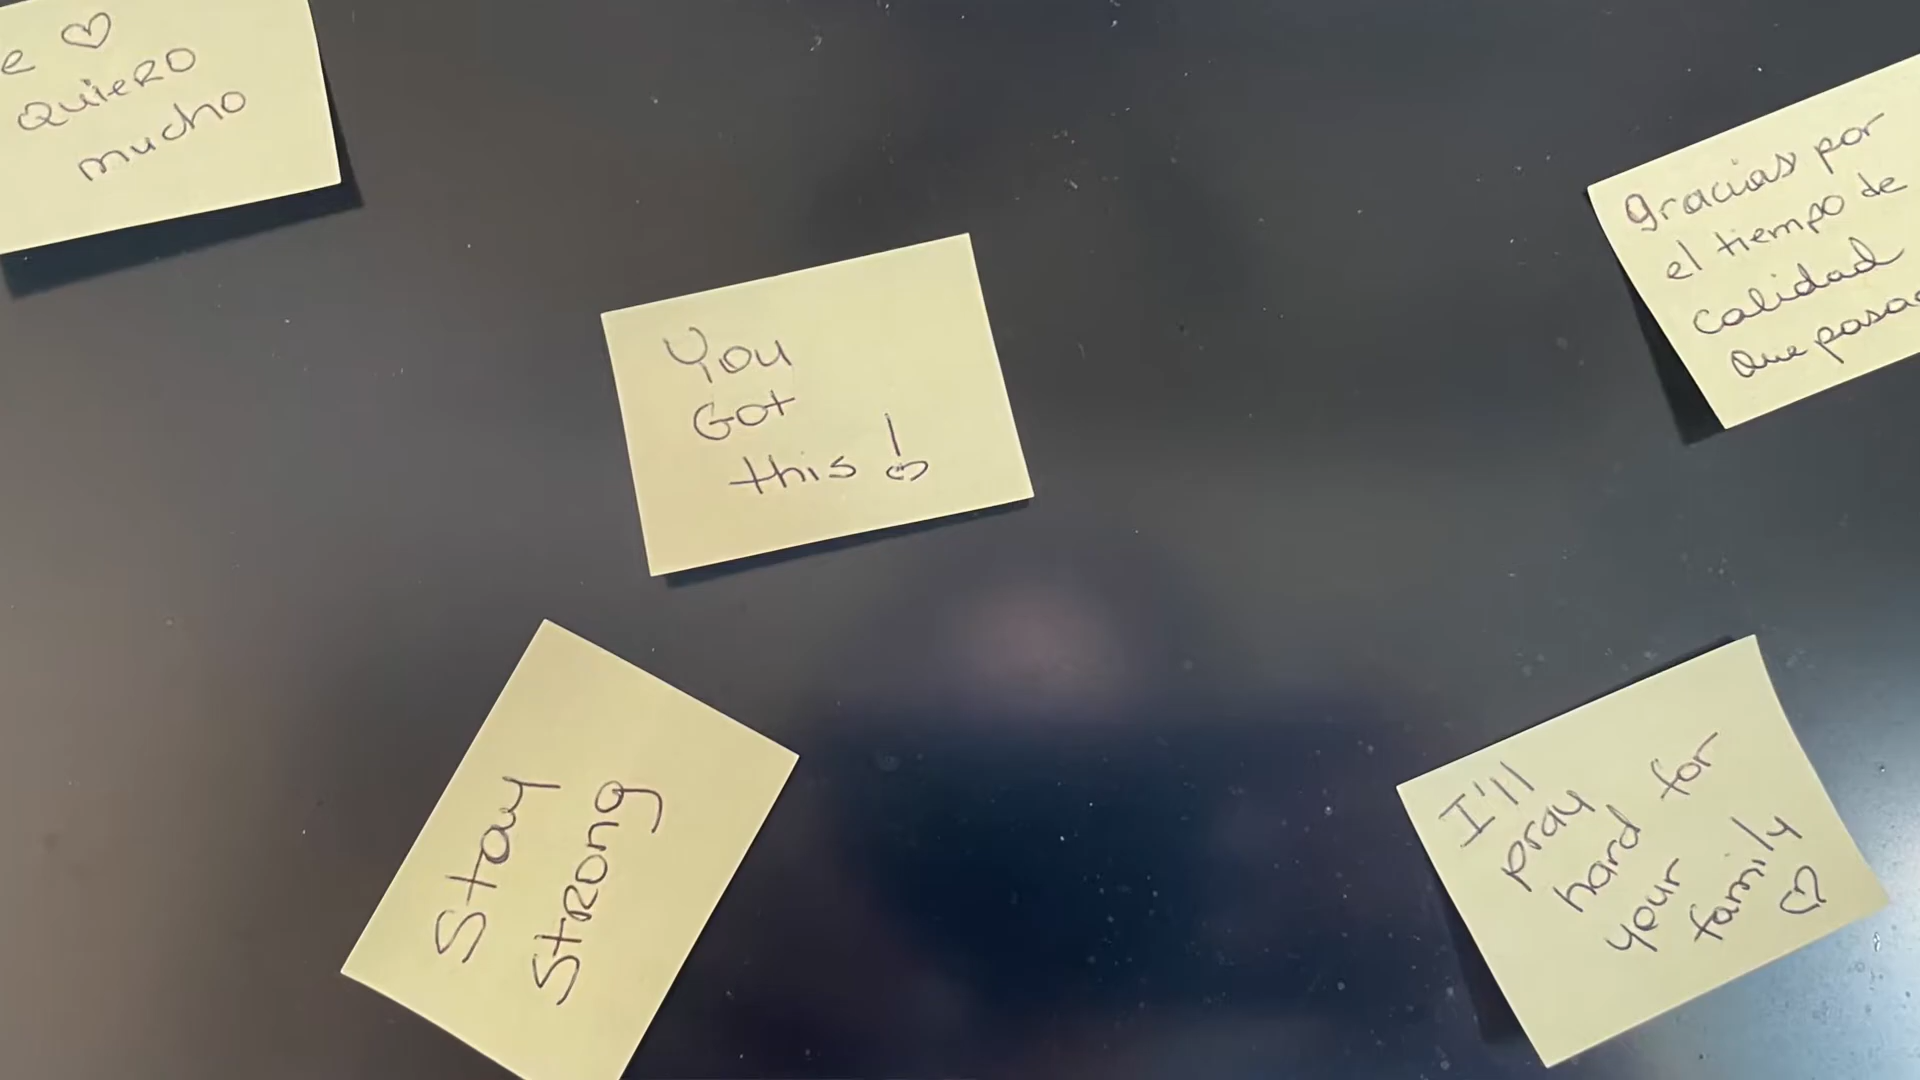 quiero
mucho
You
Got
this!
gracias por
el tiempo de
calidad
que
Stay
Strong
I'll
pray
hard for
your
family